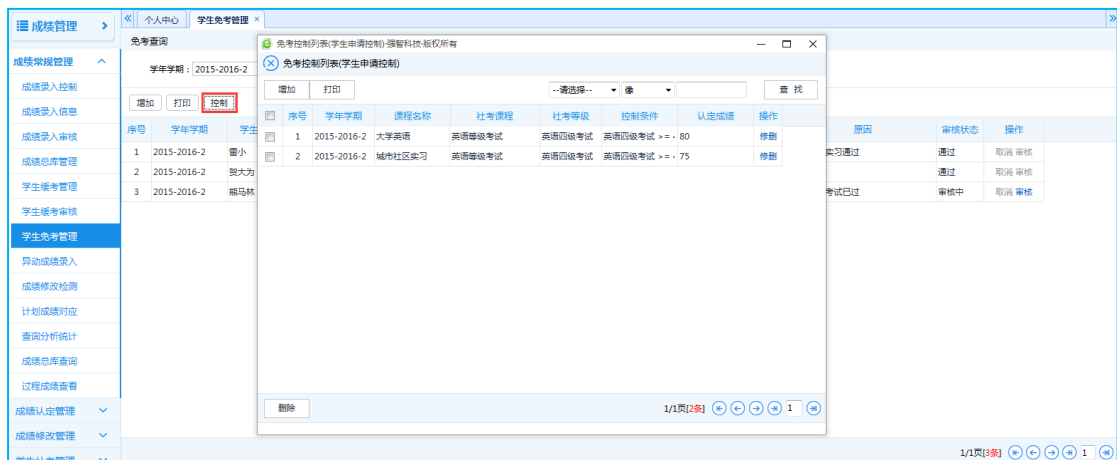 成绩管理
个人中心 学生免考管理 ×
成绩常规管理
成绩录入控制
成绩录入信息
成绩录入审核
成绩总库管理
学生缓考管理
学生缓考审核
学生免考管理
异动成绩录入
成绩修改检测
计划成绩对应
查询分析统计
成绩总库查询
过程成绩查看
成绩认定管理
成绩修改管理
免考查询
学年学期：2015-2016-2
增加 打印 控制
序号 学年学期 学生 原因 审核状态 操作
1 2015-2016-2 雷小 实习通过 通过 取消 审核
2 2015-2016-2 贺大为 通过 取消 审核
3 2015-2016-2 熊马林 考试已过 审核中 取消 审核
免考控制列表(学生申请控制)-强智科技-版权所有
免考控制列表(学生申请控制)
增加 打印 --请选择-- 像 查 找
序号 学年学期 课程名称 社考课程 社考等级 控制条件 认定成绩 操作
1 2015-2016-2 大学英语 英语等级考试 英语四级考试 英语四级考试 >= 80 修删
2 2015-2016-2 城市社区实习 英语等级考试 英语四级考试 英语四级考试 >= 75 修删
删除 1/1页[2条] 1
1/1页[3条] 1